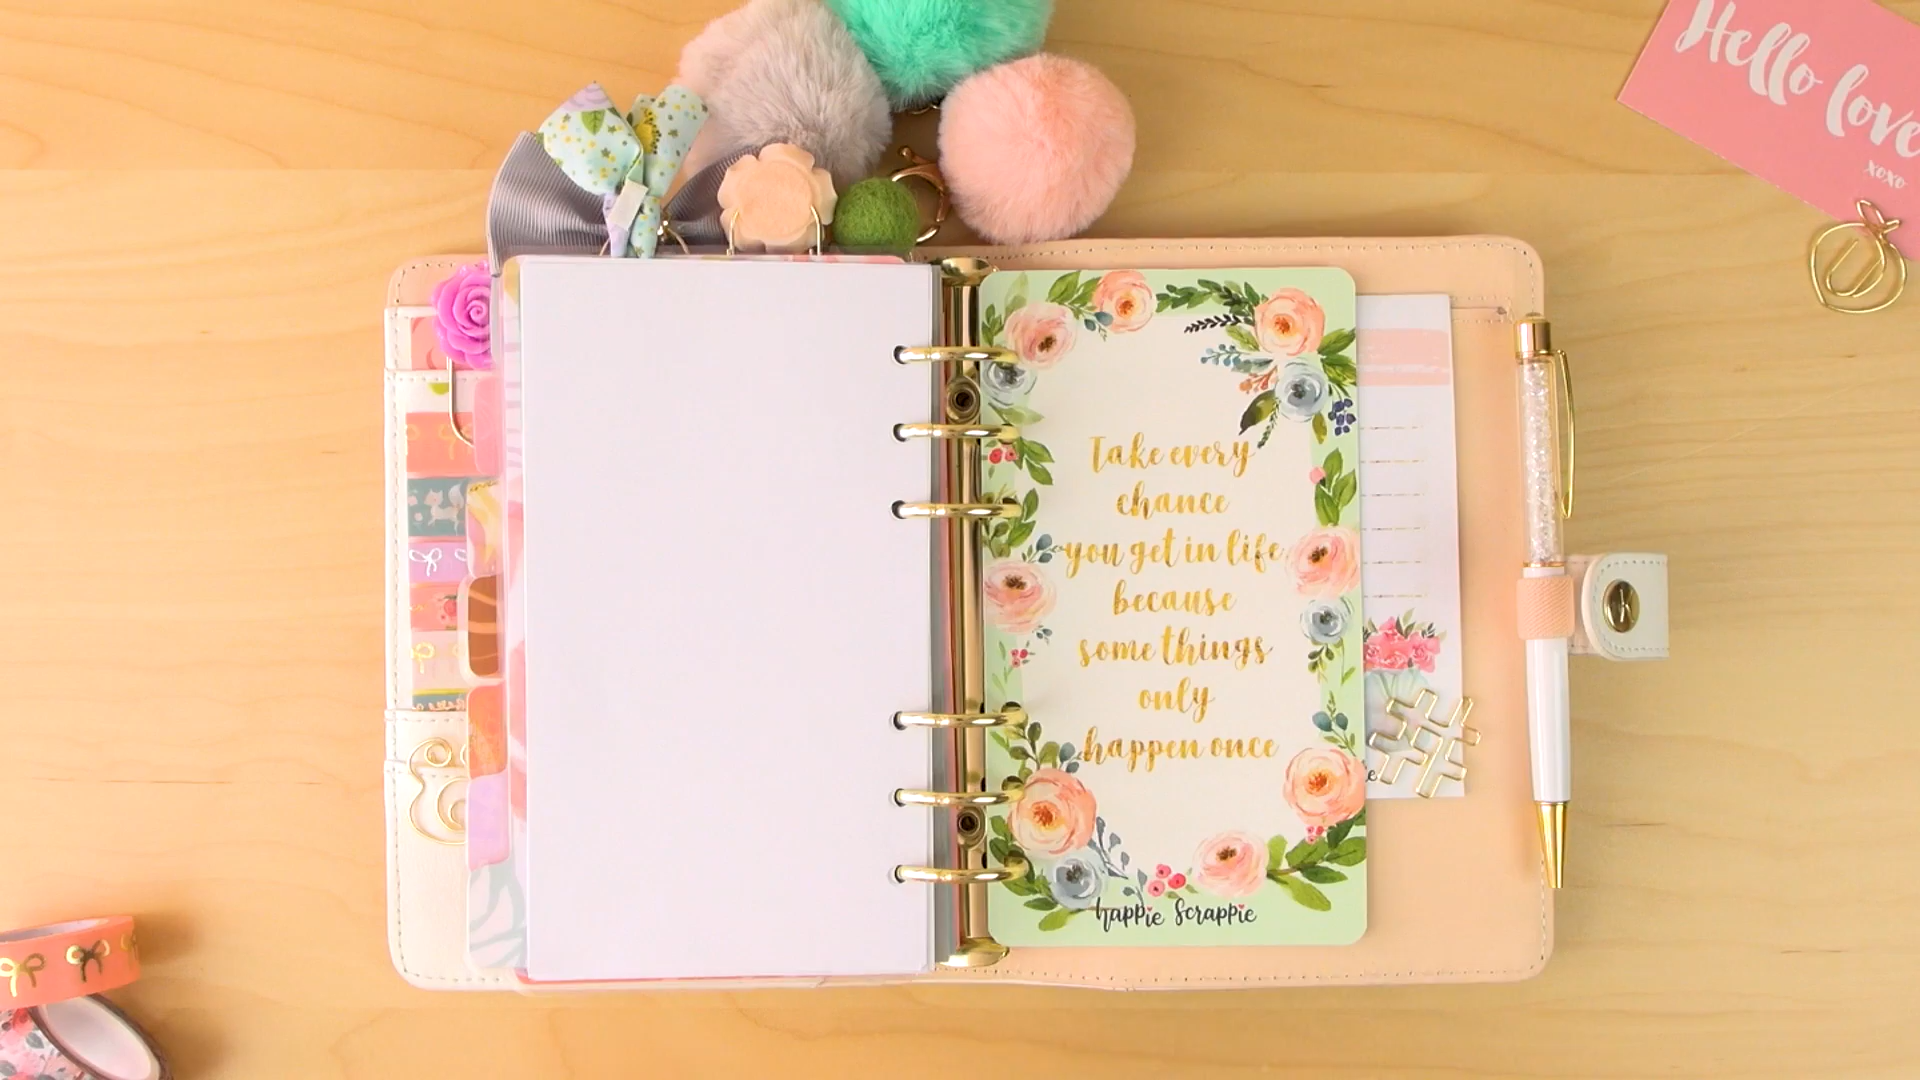 Hello love
xoxo
Take every
chance
you get in life
because
some things
only
happen once
happie scrappie
K